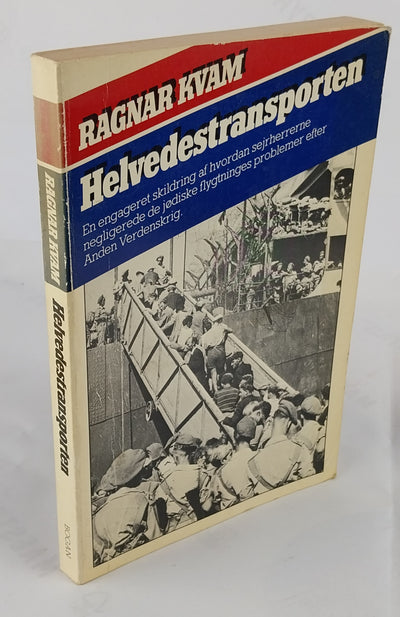 RAGNAR KVAM
Helvedestransporten
En engageret skildring af hvordan sejrherrerne
negligerede de jødiske flygtninges problemer efter
Anden Verdenskrig.
RAGNAR KVAM
Helvedestransporten
BOGAN